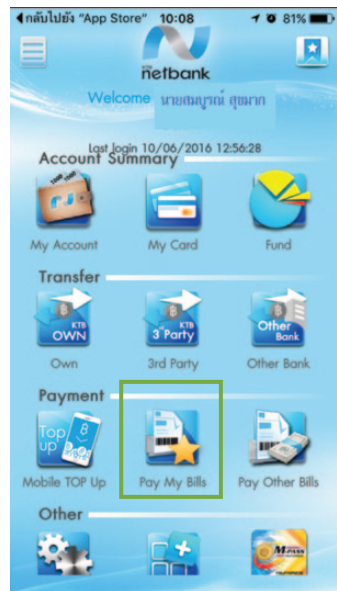 กลับไปยัง "App Store" 10:08 81%
netbank
Welcome นายสมบูรณ์ สุขมาก
Last login 10/06/2016 12:56:28
Account Summary
My Account My Card Fund
Transfer
KTB OWN
KTB 3rd Party
Other Bank
Own 3rd Party Other Bank
Payment
Top up ฿
Mobile TOP Up Pay My Bills Pay Other Bills
Other
M-PASS